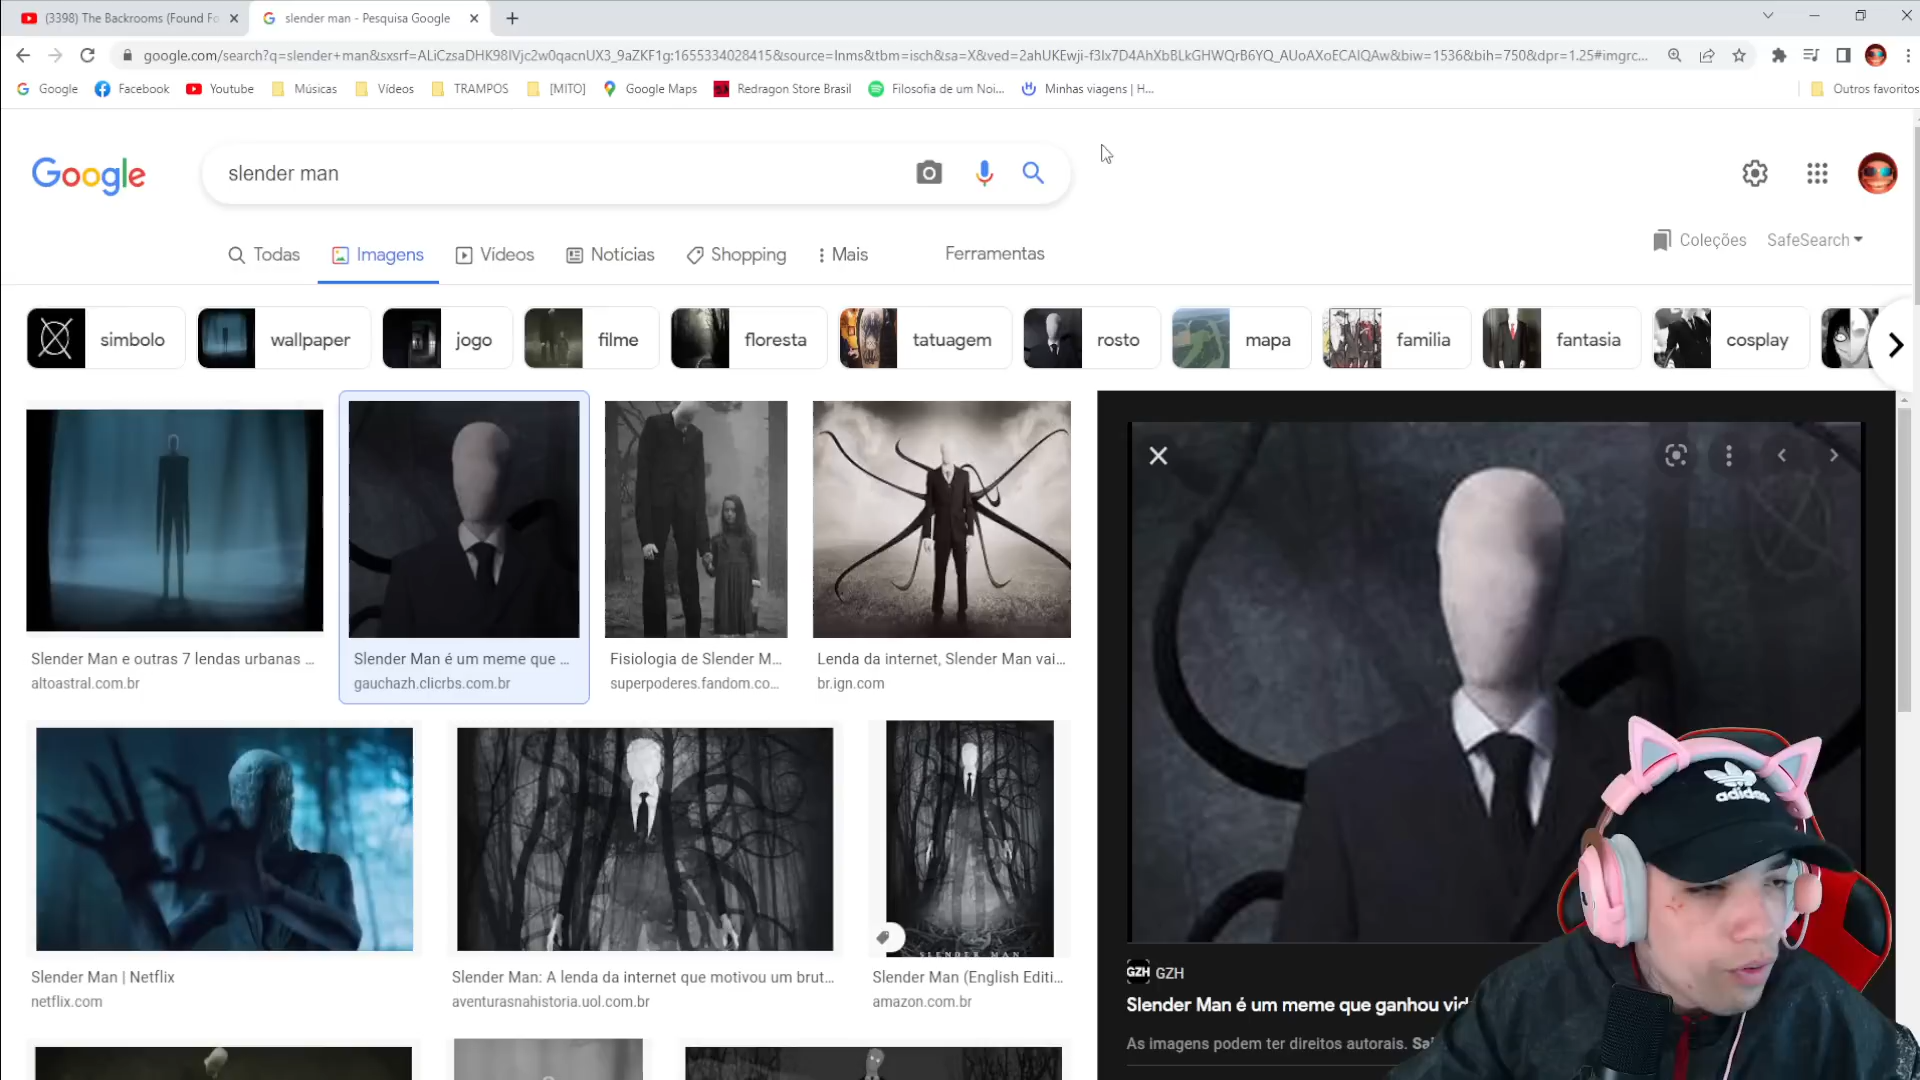 (3398) The Backrooms (Found Fo
slender man - Pesquisa Google
google.com/search?q=slender+man&sxsrf=ALiCzsaDHK98IVjc2w0qacnUX3_9aZKF1g:1655334028415&source=lnms&tbm=isch&sa=X&ved=2ahUKEwji-f3Ix7D4AhXbBLkGHWQrB6YQ_AUoAXoECAIQAw&biw=1536&bih=750&dpr=1.25#imgrc...
Google
Facebook
Youtube
Músicas
Vídeos
TRAMPOS
[MITO]
Google Maps
Redragon Store Brasil
Filosofia de um Noi...
Minhas viagens | H...
Outros favoritos
Google
slender man
Todas
Imagens
Vídeos
Notícias
Shopping
Mais
Ferramentas
Coleções
SafeSearch
símbolo
wallpaper
jogo
filme
floresta
tatuagem
rosto
mapa
familia
fantasia
cosplay
Slender Man e outras 7 lendas urbanas ...
altoastral.com.br
Slender Man é um meme que ...
gauchazh.clicrbs.com.br
Fisiologia de Slender M...
superpoderes.fandom.co...
Lenda da internet, Slender Man vai...
br.ign.com
Slender Man | Netflix
netflix.com
Slender Man: A lenda da internet que motivou um brut...
aventurasnahistoria.uol.com.br
SLENDER MAN
Slender Man (English Editi...
amazon.com.br
GZH GZH
Slender Man é um meme que ganhou vid
As imagens podem ter direitos autorais. Sai
adidas